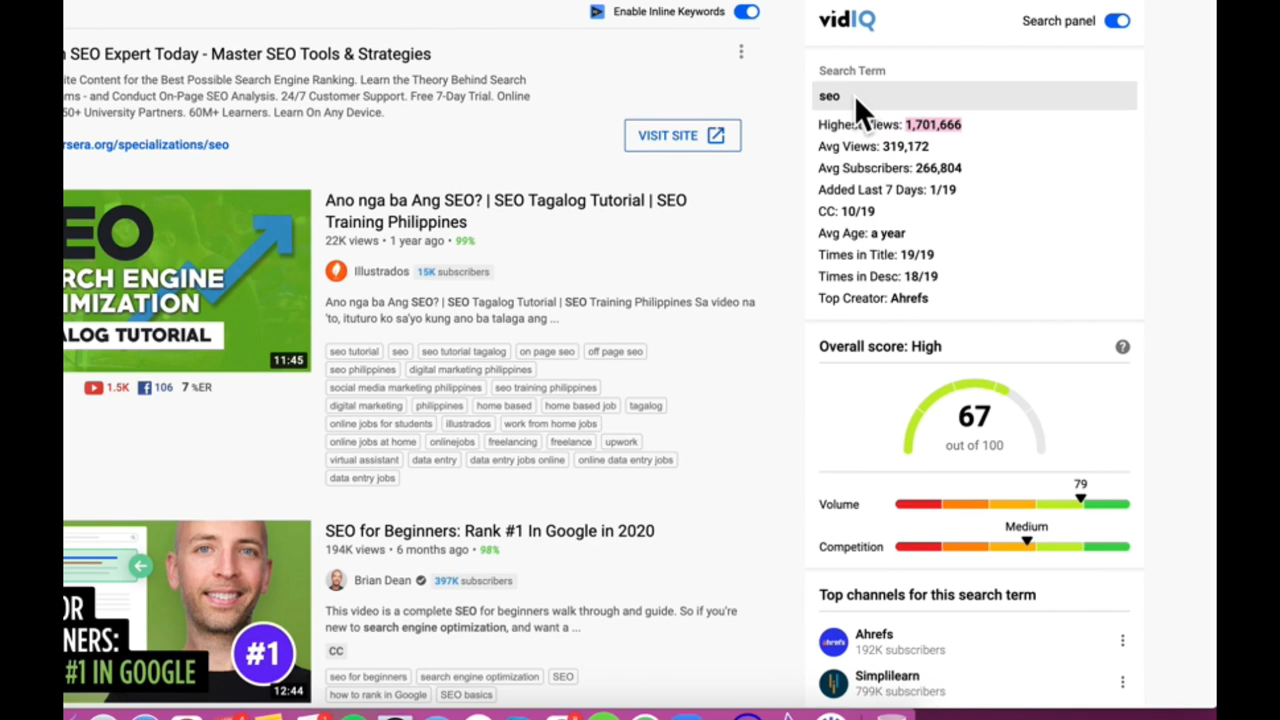 Enable Inline Keywords
SEO Expert Today - Master SEO Tools & Strategies
ite Content for the Best Possible Search Engine Ranking. Learn the Theory Behind Search
ms - and Conduct On-Page SEO Analysis. 24/7 Customer Support. Free 7-Day Trial. Online
50+ University Partners. 60M+ Learners. Learn On Any Device.
rsera.org/specializations/seo
VISIT SITE
EO
RCH ENGINE
IMIZATION
ALOG TUTORIAL
11:45
1.5K 106 7 %ER
Ano nga ba Ang SEO? | SEO Tagalog Tutorial | SEO
Training Philippines
22K views • 1 year ago • 99%
Illustrados 15K subscribers
Ano nga ba Ang SEO? | SEO Tagalog Tutorial | SEO Training Philippines Sa video na
'to, ituturo ko sa'yo kung ano ba talaga ang ...
seo tutorial seo seo tutorial tagalog on page seo off page seo
seo philippines digital marketing philippines
social media marketing philippines seo training philippines
digital marketing philippines home based home based job tagalog
online jobs for students illustrados work from home jobs
online jobs at home onlinejobs freelancing freelance upwork
virtual assistant data entry data entry jobs online online data entry jobs
data entry jobs
OR
NNERS:
#1 IN GOOGLE
#1
12:44
SEO for Beginners: Rank #1 In Google in 2020
194K views • 6 months ago • 98%
Brian Dean 397K subscribers
This video is a complete SEO for beginners walk through and guide. So if you're
new to search engine optimization, and want a ...
CC
seo for beginners search engine optimization SEO
how to rank in Google SEO basics
vidIQ
Search panel
Search Term
seo
Highest Views: 1,701,666
Avg Views: 319,172
Avg Subscribers: 266,804
Added Last 7 Days: 1/19
CC: 10/19
Avg Age: a year
Times in Title: 19/19
Times in Desc: 18/19
Top Creator: Ahrefs
Overall score: High
?
67
out of 100
79
Volume
Medium
Competition
Top channels for this search term
ahrefs
Ahrefs
192K subscribers
Simplilearn
799K subscribers